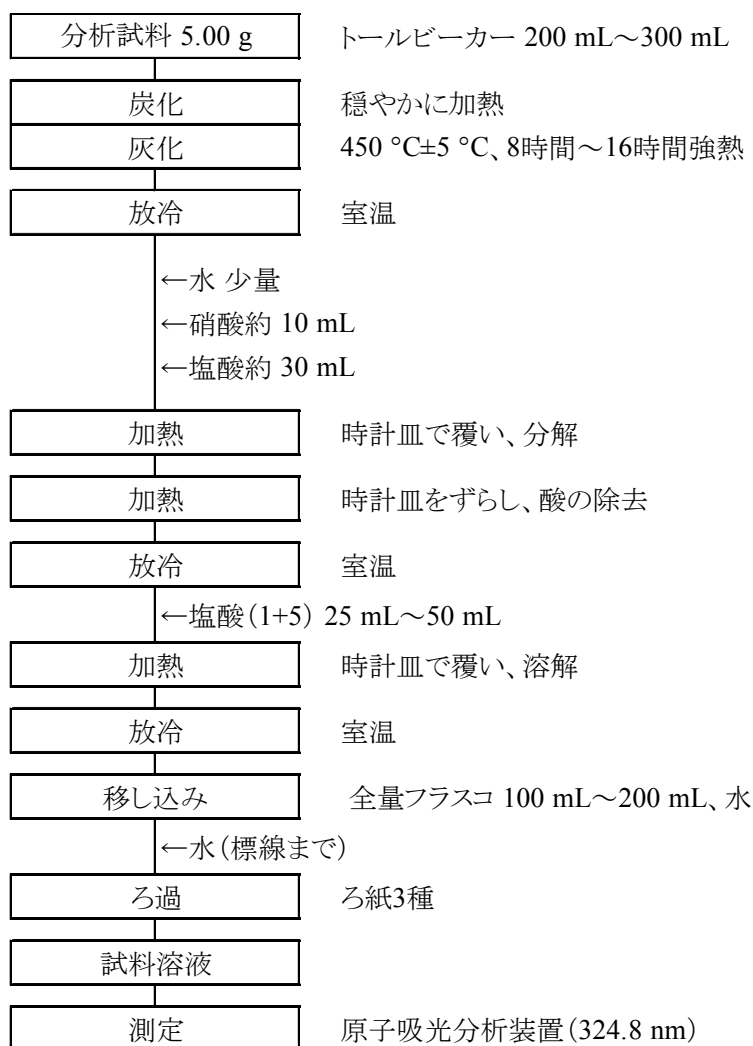 分析試料 5.00 g トールビーカー 200 mL～300 mL
炭化 穏やかに加熱
灰化 450 °C±5 °C、8時間～16時間強熱
放冷 室温
←水 少量
←硝酸約 10 mL
←塩酸約 30 mL
加熱 時計皿で覆い、分解
加熱 時計皿をずらし、酸の除去
放冷 室温
←塩酸（1+5） 25 mL～50 mL
加熱 時計皿で覆い、溶解
放冷 室温
移し込み 全量フラスコ 100 mL～200 mL、水
←水（標線まで）
ろ過 ろ紙3種
試料溶液
測定 原子吸光分析装置（324.8 nm）